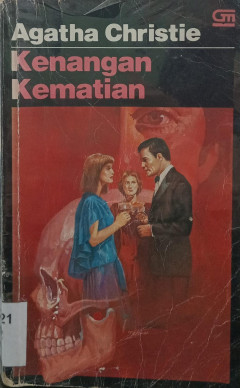 GM
Agatha Christie
Kenangan
Kematian
21